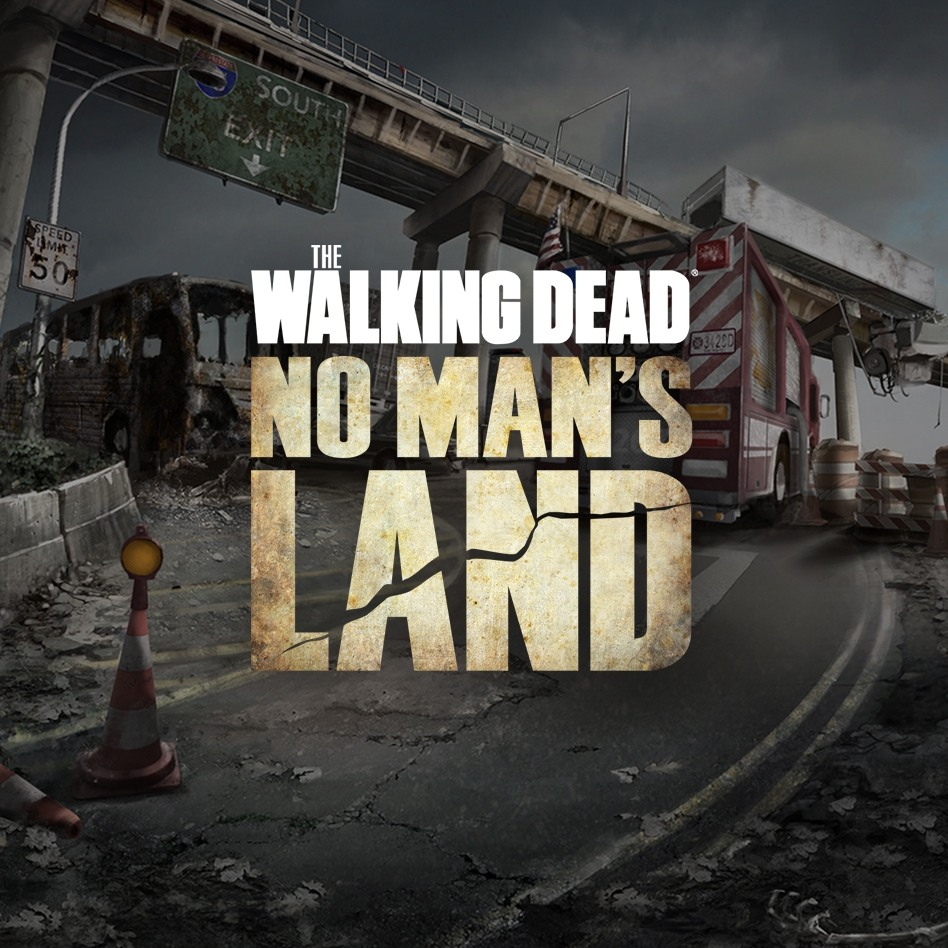 SOUTH
EXIT
SPEED
LIMIT
50
THE
WALKING DEAD®
NO MAN'S
LAND